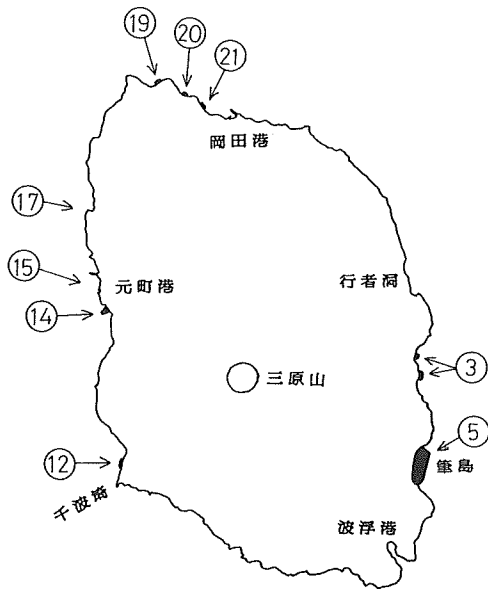 ⑲
⑳
㉑
岡田港
⑰
⑮
元町港
行者洞
⑭
③
三原山
⑤
⑫
筆島
千波崎
波浮港